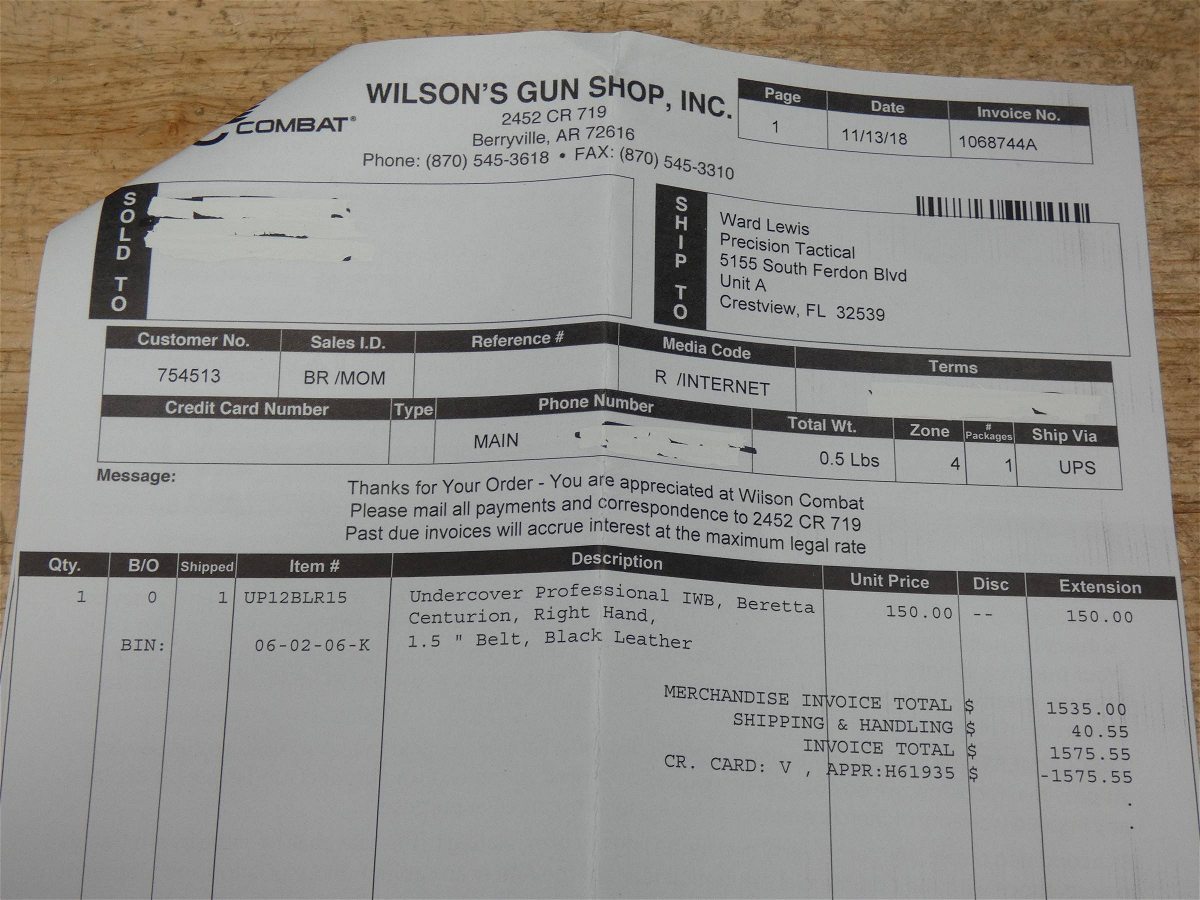 COMBAT®
WILSON'S GUN SHOP, INC.
2452 CR 719
Berryville, AR 72616
Phone: (870) 545-3618 • FAX: (870) 545-3310
Page Date Invoice No.
1 11/13/18 1068744A
SOLD TO
SHIP TO
Ward Lewis
Precision Tactical
5155 South Ferdon Blvd
Unit A
Crestview, FL 32539
Customer No. Sales I.D. Reference # Media Code Terms
754513 BR /MOM R /INTERNET
Credit Card Number Type Phone Number Total Wt. Zone # Packages Ship Via
MAIN 0.5 Lbs 4 1 UPS
Message:
Thanks for Your Order - You are appreciated at Wilson Combat
Please mail all payments and correspondence to 2452 CR 719
Past due invoices will accrue interest at the maximum legal rate
Qty. B/O Shipped Item # Description Unit Price Disc Extension
1 0 1 UP12BLR15 Undercover Professional IWB, Beretta 150.00 -- 150.00
Centurion, Right Hand,
BIN: 06-02-06-K 1.5 " Belt, Black Leather
MERCHANDISE INVOICE TOTAL $ 1535.00
SHIPPING & HANDLING $ 40.55
INVOICE TOTAL $ 1575.55
CR. CARD: V , APPR:H61935 $ -1575.55
.
.